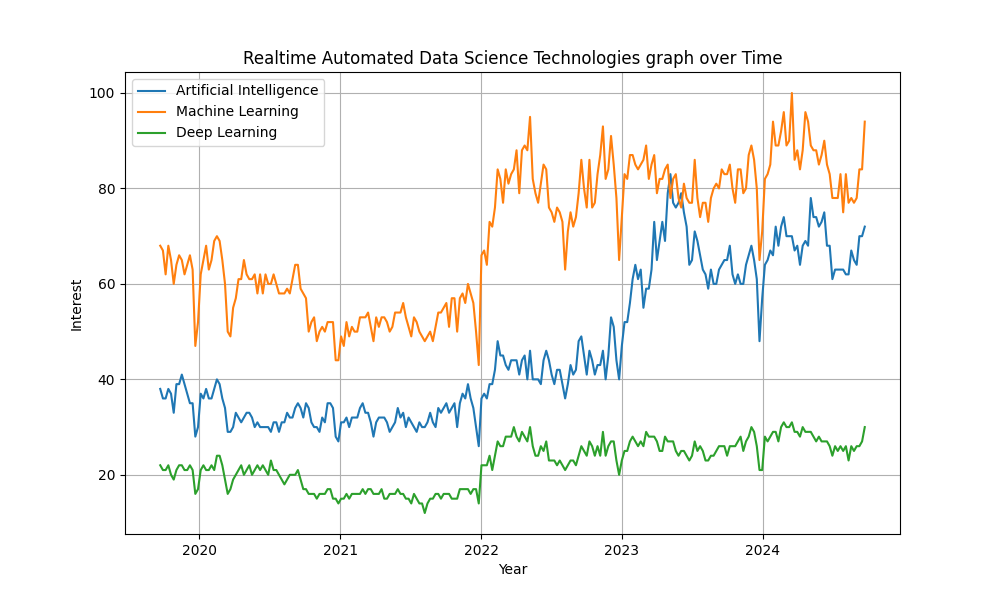 Realtime Automated Data Science Technologies graph over Time
Artificial Intelligence
Machine Learning
Deep Learning
100
80
60
40
20
Interest
2020 2021 2022 2023 2024
Year